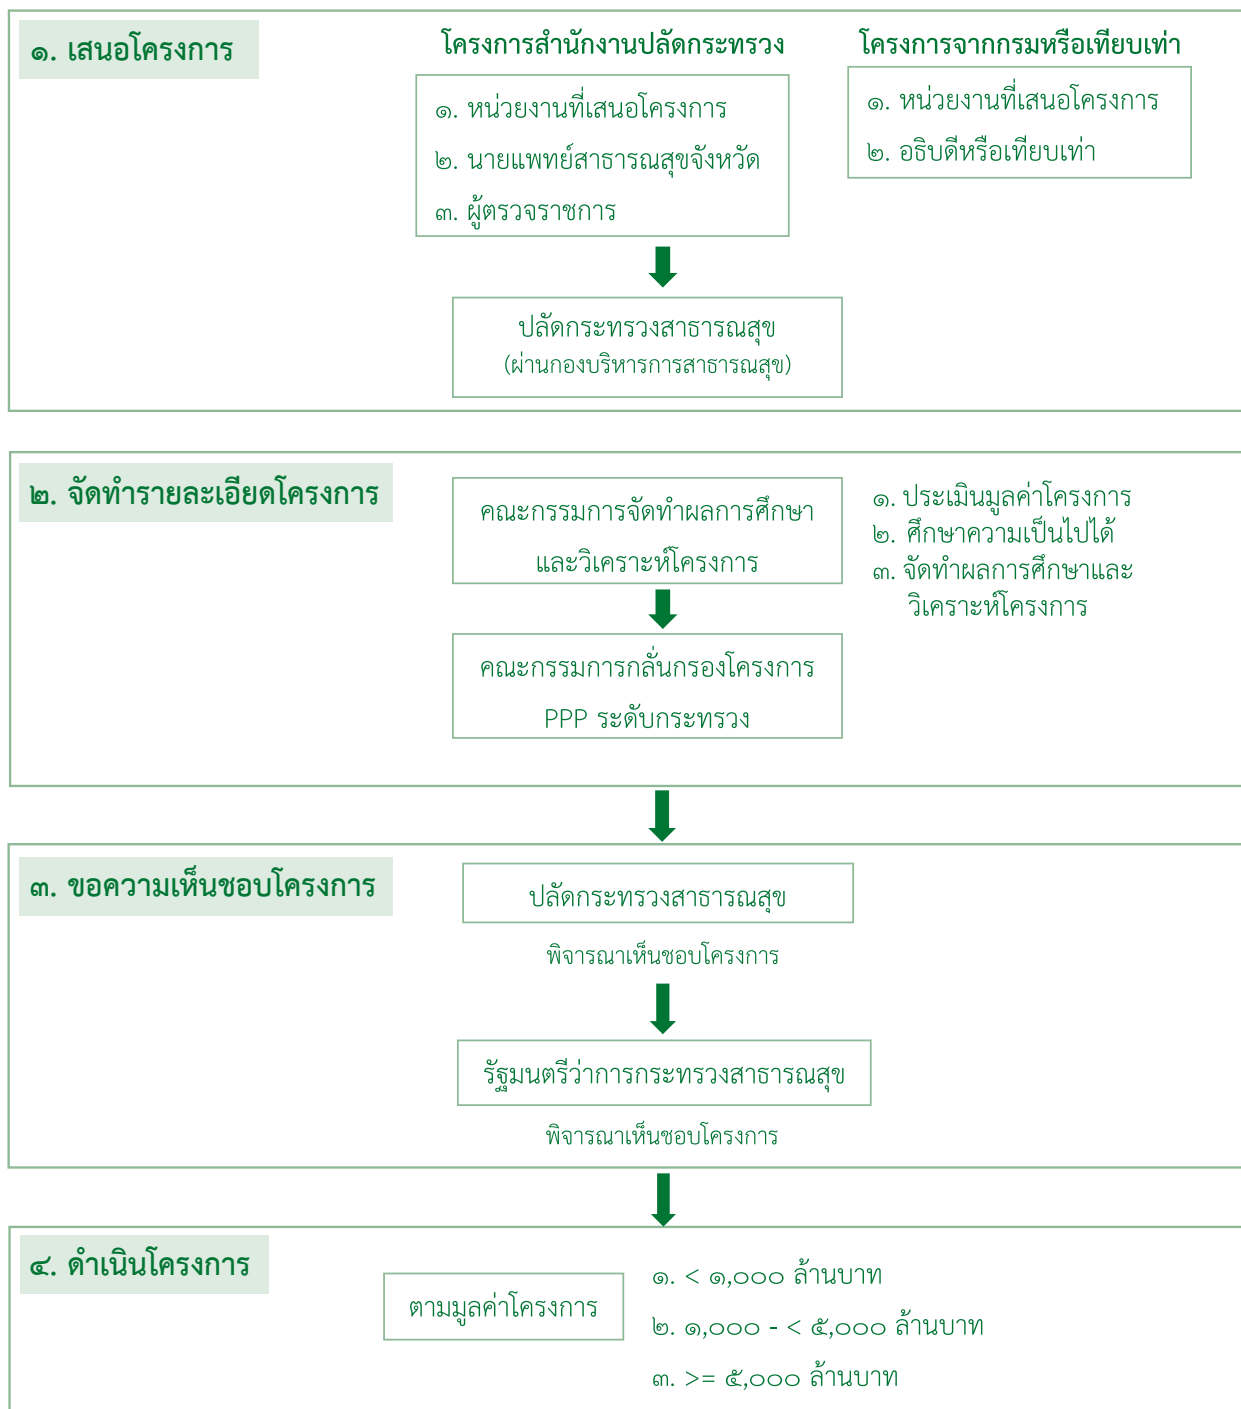 ๑. เสนอโครงการ
โครงการสำนักงานปลัดกระทรวง
๑. หน่วยงานที่เสนอโครงการ
๒. นายแพทย์สาธารณสุขจังหวัด
๓. ผู้ตรวจราชการ
โครงการจากกรมหรือเทียบเท่า
๑. หน่วยงานที่เสนอโครงการ
๒. อธิบดีหรือเทียบเท่า
ปลัดกระทรวงสาธารณสุข
(ผ่านกองบริหารการสาธารณสุข)
๒. จัดทำรายละเอียดโครงการ
คณะกรรมการจัดทำผลการศึกษา
และวิเคราะห์โครงการ
๑. ประเมินมูลค่าโครงการ
๒. ศึกษาความเป็นไปได้
๓. จัดทำผลการศึกษาและ
วิเคราะห์โครงการ
คณะกรรมการกลั่นกรองโครงการ
PPP ระดับกระทรวง
๓. ขอความเห็นชอบโครงการ
ปลัดกระทรวงสาธารณสุข
พิจารณาเห็นชอบโครงการ
รัฐมนตรีว่าการกระทรวงสาธารณสุข
พิจารณาเห็นชอบโครงการ
๔. ดำเนินโครงการ
ตามมูลค่าโครงการ
๑. < ๑,๐๐๐ ล้านบาท
๒. ๑,๐๐๐ - < ๕,๐๐๐ ล้านบาท
๓. >= ๕,๐๐๐ ล้านบาท